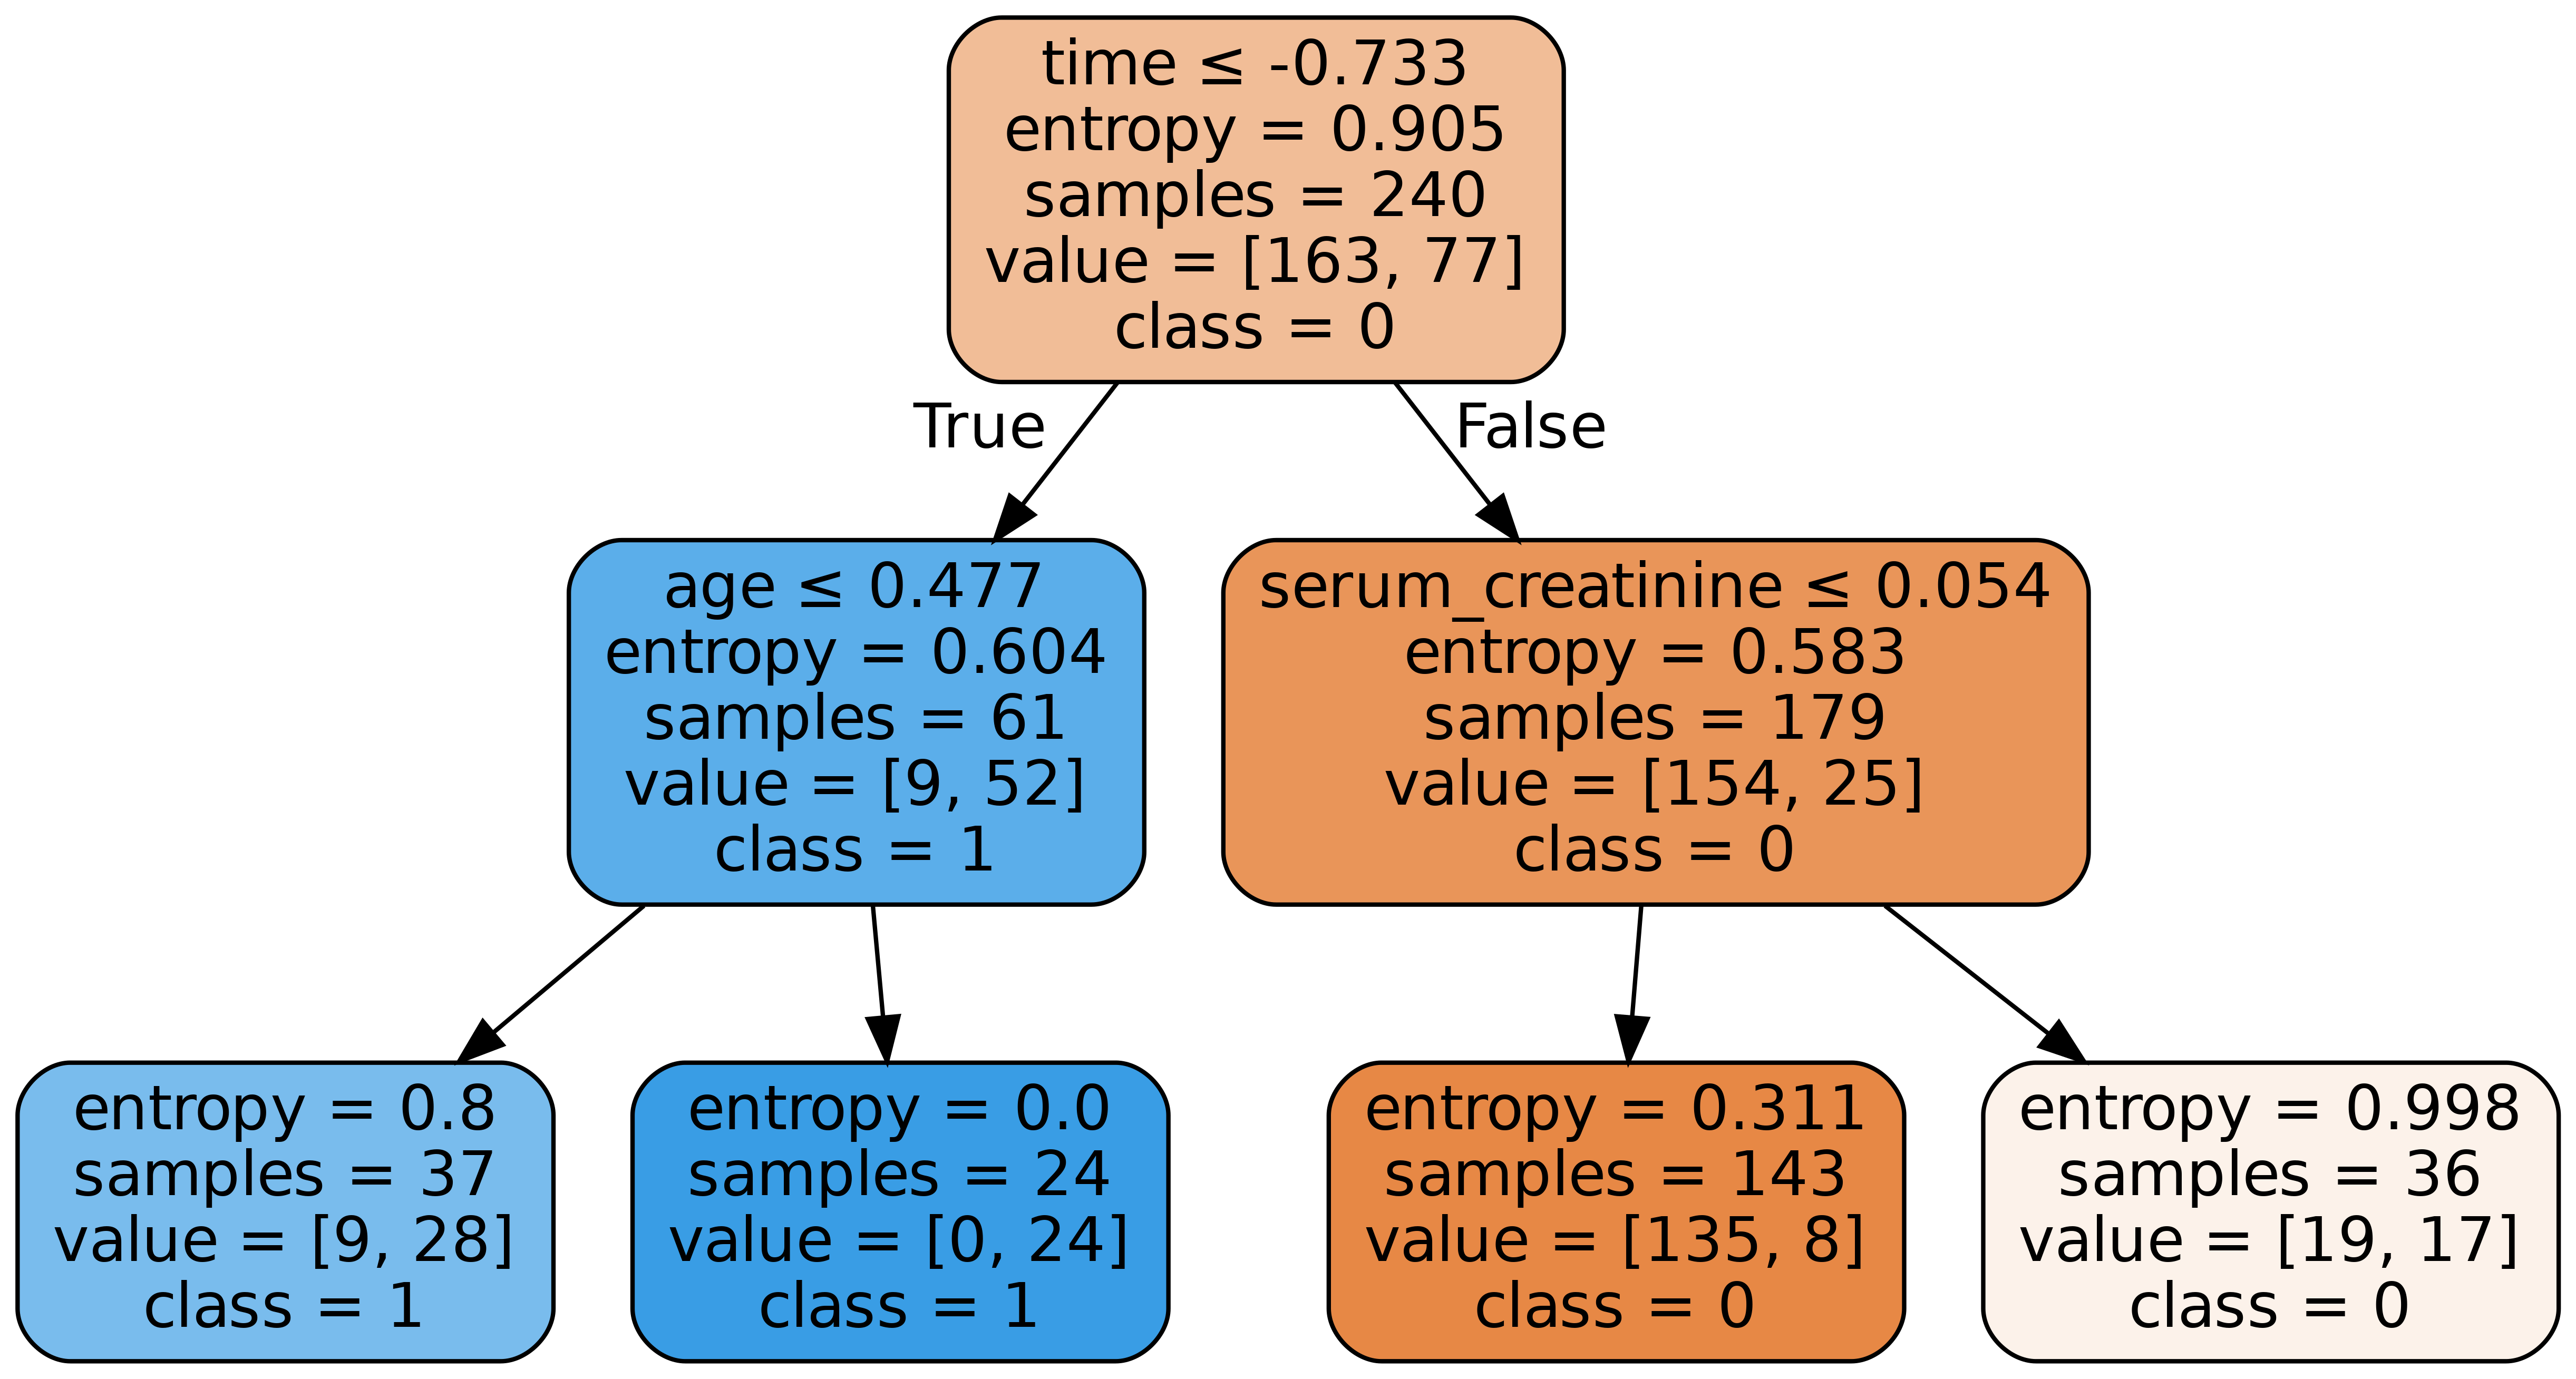 time ≤ -0.733
entropy = 0.905
samples = 240
value = [163, 77]
class = 0
True
False
age ≤ 0.477
entropy = 0.604
samples = 61
value = [9, 52]
class = 1
serum_creatinine ≤ 0.054
entropy = 0.583
samples = 179
value = [154, 25]
class = 0
entropy = 0.8
samples = 37
value = [9, 28]
class = 1
entropy = 0.0
samples = 24
value = [0, 24]
class = 1
entropy = 0.311
samples = 143
value = [135, 8]
class = 0
entropy = 0.998
samples = 36
value = [19, 17]
class = 0